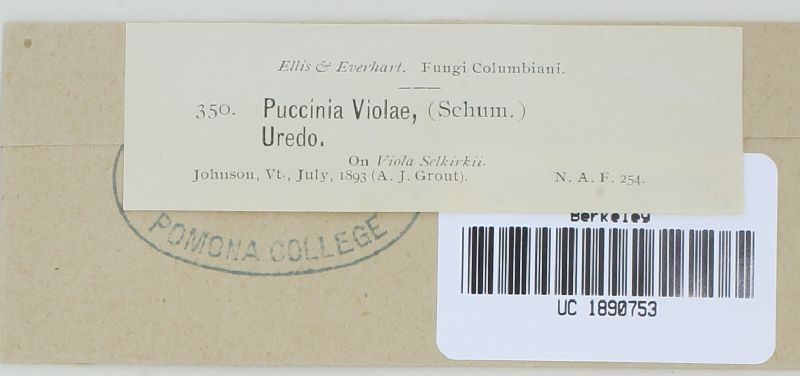 Ellis & Everhart. Fungi Columbiani.
350. Puccinia Violae, (Schum.)
Uredo.
On Viola Selkirkii.
Johnson, Vt., July, 1893 (A. J. Grout). N. A. F. 254.
POMONA COLLEGE
Berkeley
UC 1890753